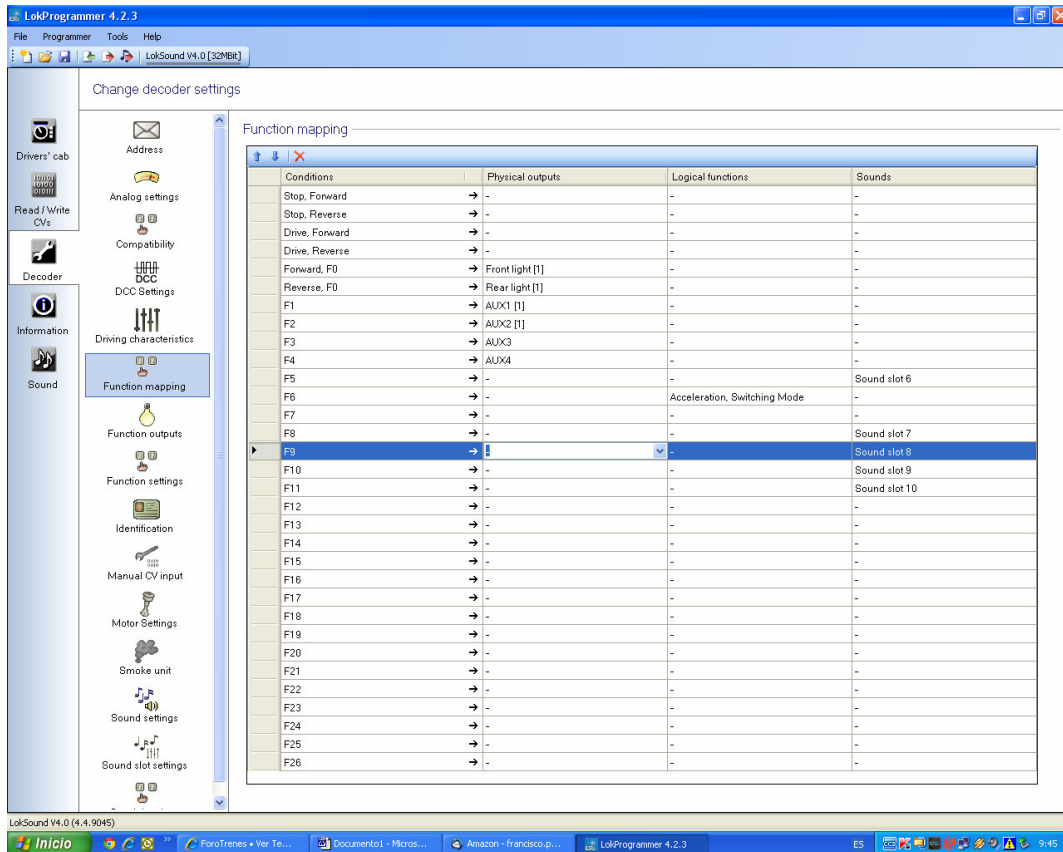 LokProgrammer 4.2.3
File Programmer Tools Help
LokSound V4.0 [32MBit]
Change decoder settings
Drivers' cab
Read / Write CVs
Decoder
Information
Sound
Address
Analog settings
Compatibility
DCC
DCC Settings
Driving characteristics
Function mapping
Function outputs
Function settings
Identification
Manual CV input
Motor Settings
Smoke unit
Sound settings
Sound slot settings
Function mapping
Conditions Physical outputs Logical functions Sounds
Stop, Forward → - - -
Stop, Reverse → - - -
Drive, Forward → - - -
Drive, Reverse → - - -
Forward, F0 → Front light [1] - -
Reverse, F0 → Rear light [1] - -
F1 → AUX1 [1] - -
F2 → AUX2 [1] - -
F3 → AUX3 - -
F4 → AUX4 - -
F5 → - - Sound slot 6
F6 → - Acceleration, Switching Mode -
F7 → - - -
F8 → - - Sound slot 7
F9 → - - Sound slot 8
F10 → - - Sound slot 9
F11 → - - Sound slot 10
F12 → - - -
F13 → - - -
F14 → - - -
F15 → - - -
F16 → - - -
F17 → - - -
F18 → - - -
F19 → - - -
F20 → - - -
F21 → - - -
F22 → - - -
F23 → - - -
F24 → - - -
F25 → - - -
F26 → - - -
LokSound V4.0 (4.4.9045)
Inicio ForoTrenes • Ver Te... Documento1 - Micros... Amazon - francisco.p... LokProgrammer 4.2.3 ES 9:45